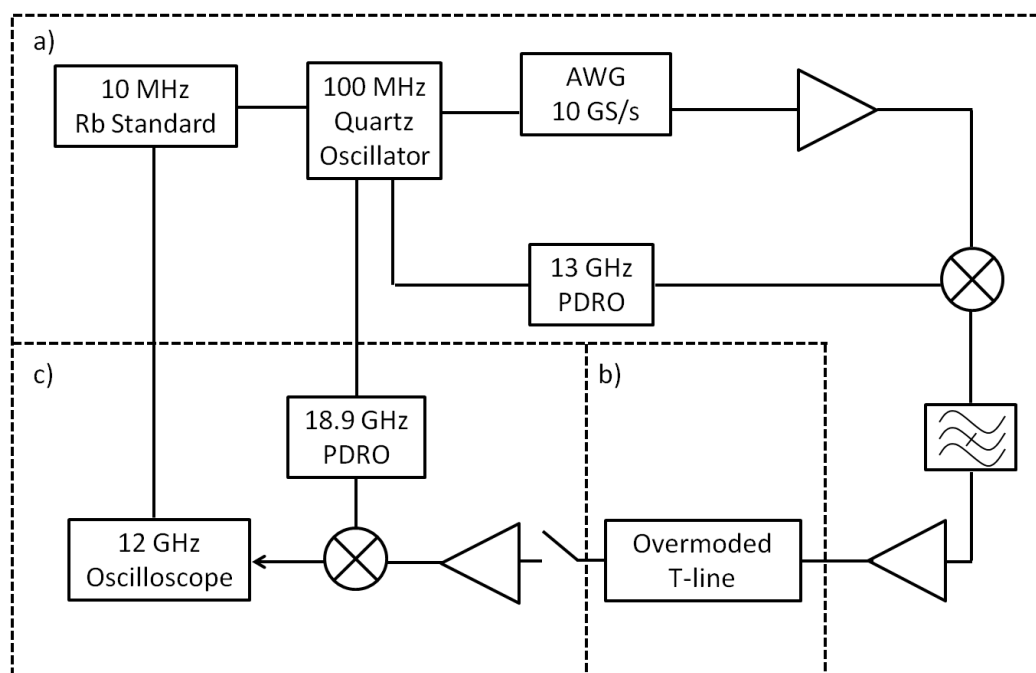 a)
10 MHz
Rb Standard
100 MHz
Quartz
Oscillator
AWG
10 GS/s
13 GHz
PDRO
c)
b)
18.9 GHz
PDRO
12 GHz
Oscilloscope
Overmoded
T-line